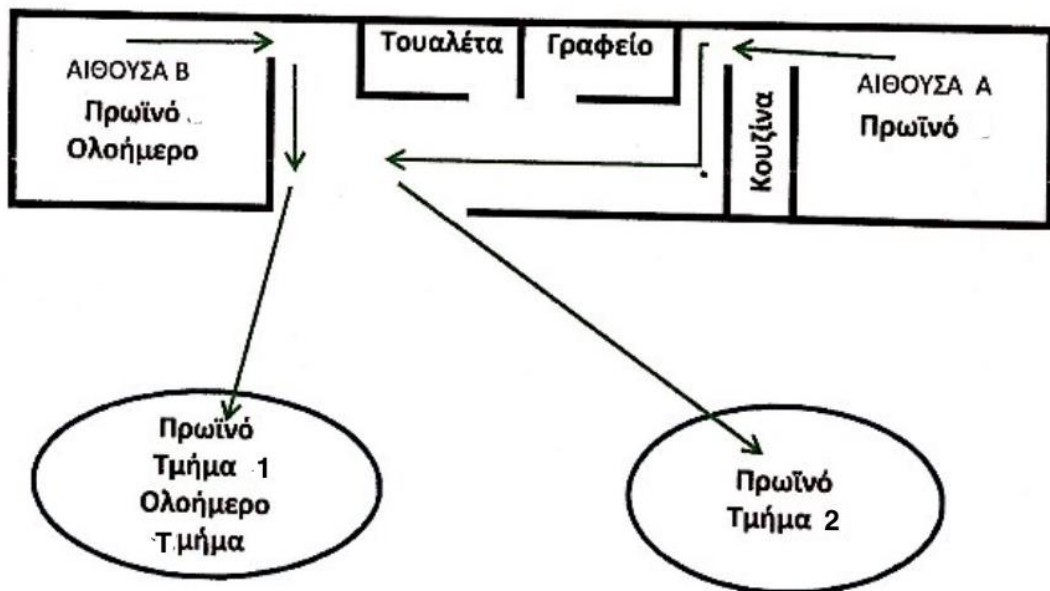 Τουαλέτα
Γραφείο
ΑΙΘΟΥΣΑ Β
Πρωϊνό
Ολοήμερο
Κουζίνα
ΑΙΘΟΥΣΑ Α
Πρωϊνό
Πρωϊνό
Τμήμα 1
Ολοήμερο
Τμήμα
Πρωϊνό
Τμήμα 2